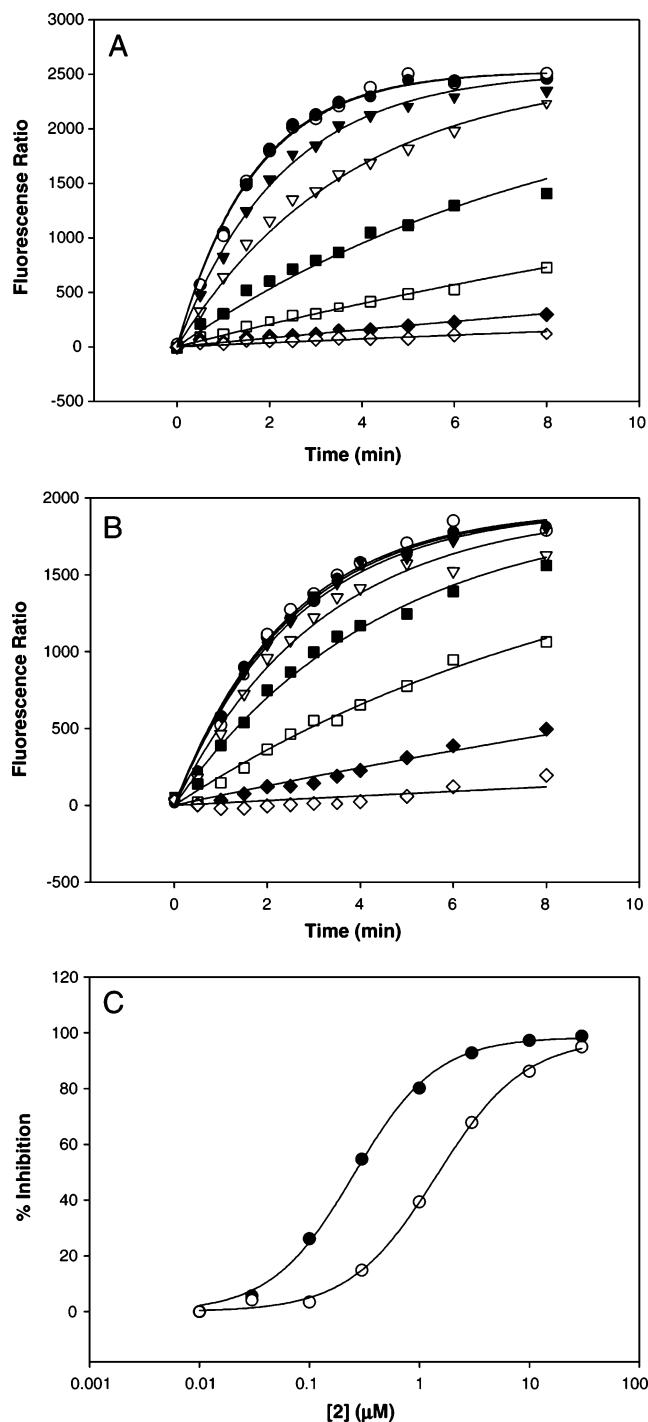 A
3000
2500
2000
1500
1000
500
0
-500
Fluorescense Ratio
0 2 4 6 8 10
Time (min)
B
2000
1500
1000
500
0
-500
Fluorescence Ratio
0 2 4 6 8 10
Time (min)
C
120
100
80
60
40
20
0
% Inhibition
0.001 0.01 0.1 1 10 100
[2] (µM)